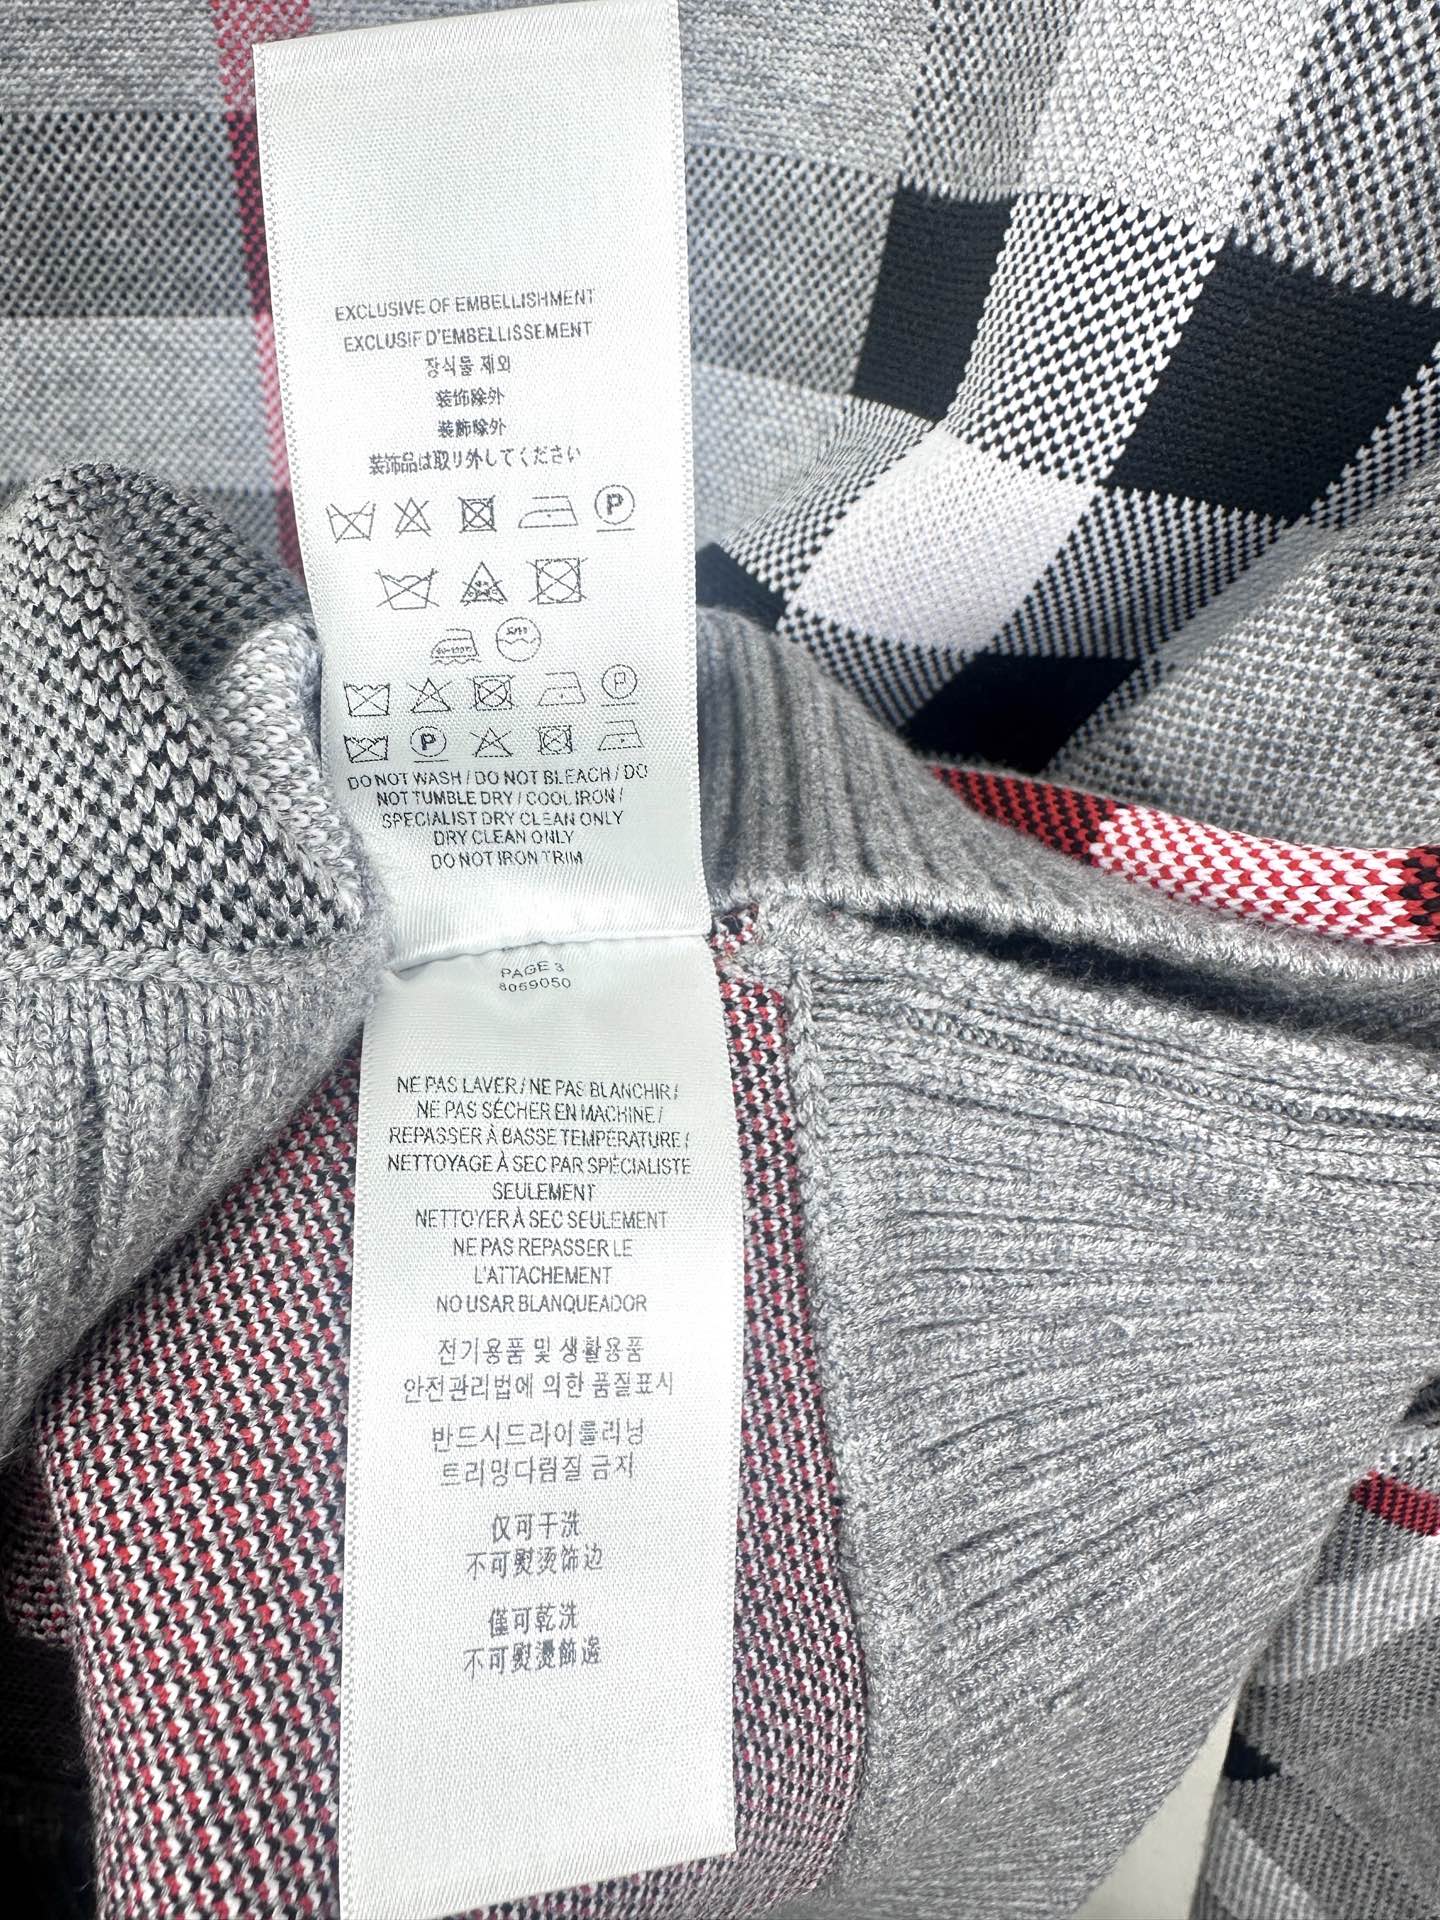 EXCLUSIVE OF EMBELLISHMENT
EXCLUSIF D'EMBELLISSEMENT
장식물 제외
装饰除外
装飾除外
装飾品は取り外してください
P
P
P
DO NOT WASH / DO NOT BLEACH / DO
NOT TUMBLE DRY / COOL IRON /
SPECIALIST DRY CLEAN ONLY
DRY CLEAN ONLY
DO NOT IRON TRIM
PAGE 3
8059050
NE PAS LAVER / NE PAS BLANCHIR /
NE PAS SÉCHER EN MACHINE /
REPASSER À BASSE TEMPÉRATURE /
NETTOYAGE À SEC PAR SPÉCIALISTE
SEULEMENT
NETTOYER À SEC SEULEMENT
NE PAS REPASSER LE
L'ATTACHEMENT
NO USAR BLANQUEADOR
전기용품 및 생활용품
안전관리법에 의한 품질표시
반드시드라이클리닝
트리밍다림질 금지
仅可干洗
不可熨烫饰边
僅可乾洗
不可熨燙飾邊